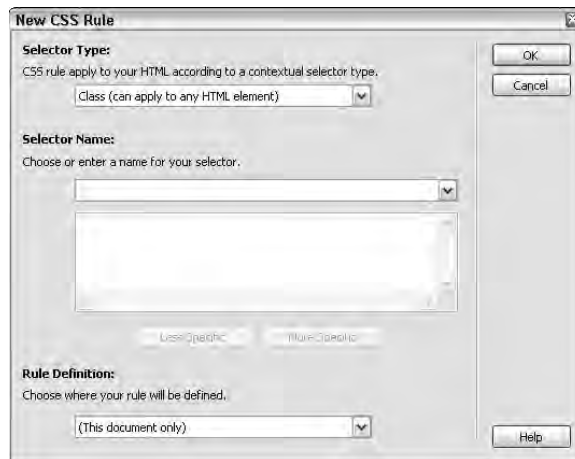 New CSS Rule
Selector Type:
CSS rule apply to your HTML according to a contextual selector type.
Class (can apply to any HTML element)
OK
Cancel
Selector Name:
Choose or enter a name for your selector.
Less Specific
More Specific
Rule Definition:
Choose where your rule will be defined.
(This document only)
Help